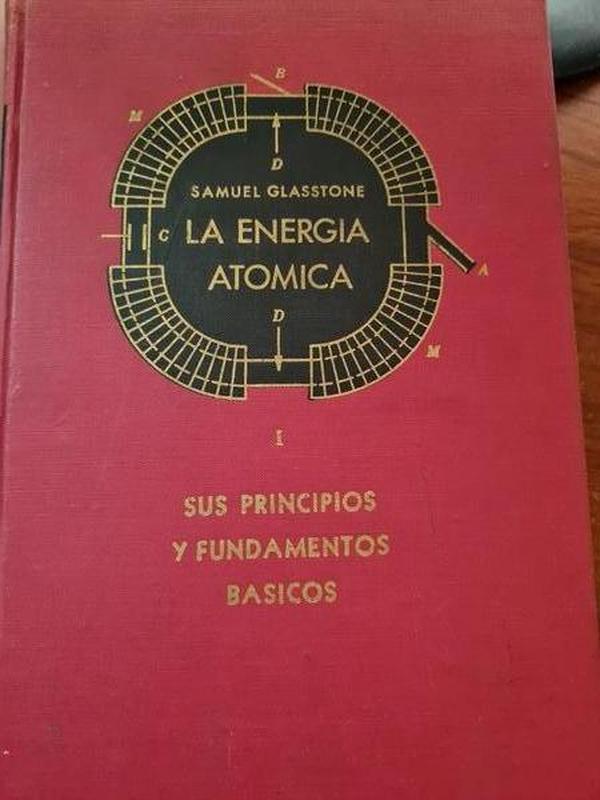 B
M
D
SAMUEL GLASSTONE
C
LA ENERGIA
A
ATOMICA
D
M
I
SUS PRINCIPIOS
Y FUNDAMENTOS
BASICOS